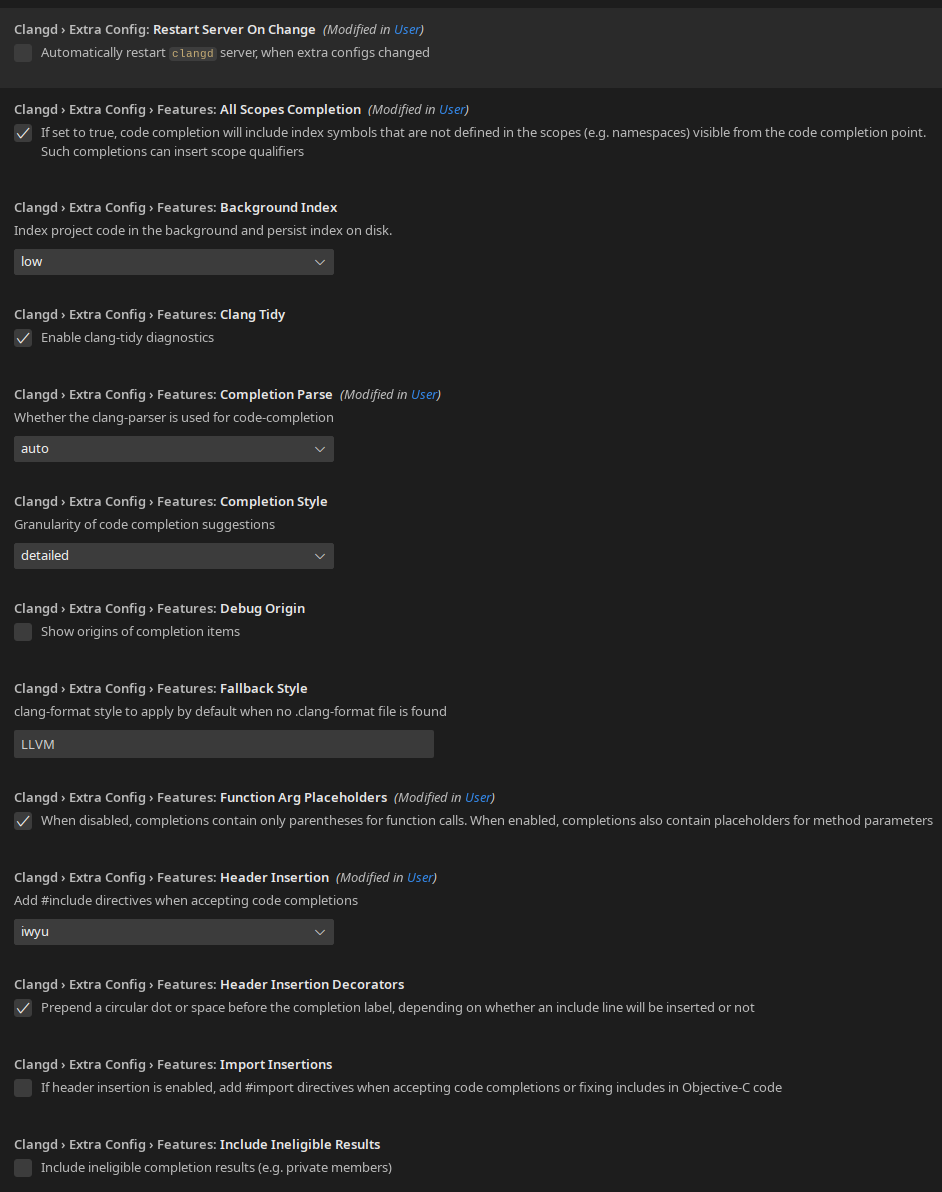 Clangd › Extra Config: Restart Server On Change (Modified in User)
Automatically restart clangd server, when extra configs changed
Clangd › Extra Config › Features: All Scopes Completion (Modified in User)
If set to true, code completion will include index symbols that are not defined in the scopes (e.g. namespaces) visible from the code completion point.
Such completions can insert scope qualifiers
Clangd › Extra Config › Features: Background Index
Index project code in the background and persist index on disk.
low
Clangd › Extra Config › Features: Clang Tidy
Enable clang-tidy diagnostics
Clangd › Extra Config › Features: Completion Parse (Modified in User)
Whether the clang-parser is used for code-completion
auto
Clangd › Extra Config › Features: Completion Style
Granularity of code completion suggestions
detailed
Clangd › Extra Config › Features: Debug Origin
Show origins of completion items
Clangd › Extra Config › Features: Fallback Style
clang-format style to apply by default when no .clang-format file is found
LLVM
Clangd › Extra Config › Features: Function Arg Placeholders (Modified in User)
When disabled, completions contain only parentheses for function calls. When enabled, completions also contain placeholders for method parameters
Clangd › Extra Config › Features: Header Insertion (Modified in User)
Add #include directives when accepting code completions
iwyu
Clangd › Extra Config › Features: Header Insertion Decorators
Prepend a circular dot or space before the completion label, depending on whether an include line will be inserted or not
Clangd › Extra Config › Features: Import Insertions
If header insertion is enabled, add #import directives when accepting code completions or fixing includes in Objective-C code
Clangd › Extra Config › Features: Include Ineligible Results
Include ineligible completion results (e.g. private members)